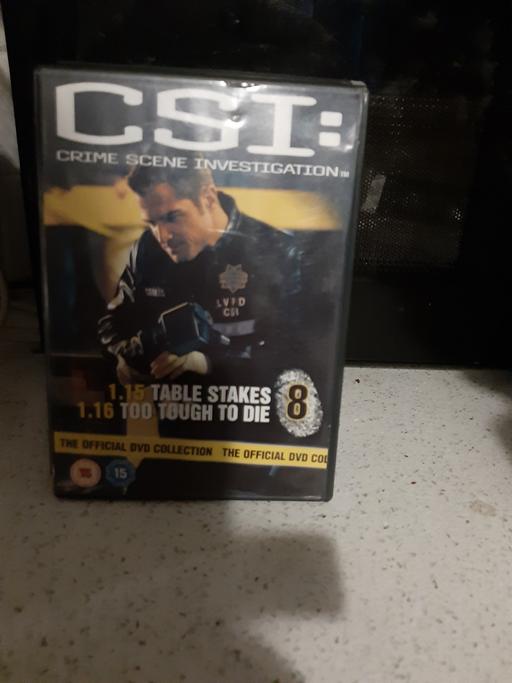 CSI:
CRIME SCENE INVESTIGATION™
LVPD
CSI
1.15 TABLE STAKES
1.16 TOO TOUGH TO DIE
8
THE OFFICIAL DVD COLLECTION THE OFFICIAL DVD COL
15 15